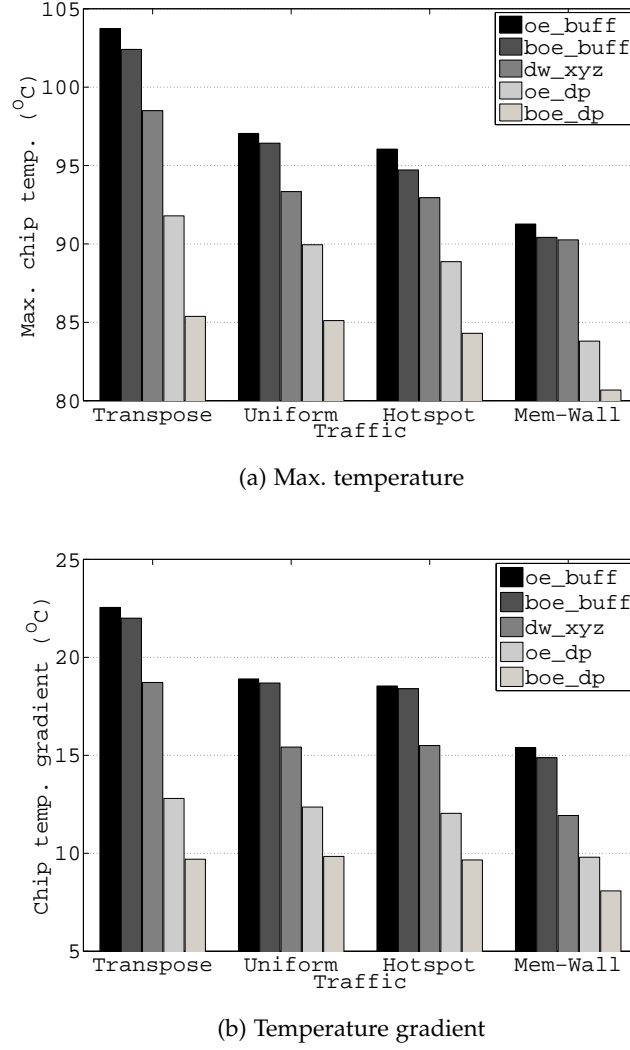 105
100
95
90
85
80
Max. chip temp. (°C)
oe_buff
boe_buff
dw_xyz
oe_dp
boe_dp
Transpose Uniform Hotspot Mem-Wall
Traffic
(a) Max. temperature
25
20
15
10
5
Chip temp. gradient (°C)
oe_buff
boe_buff
dw_xyz
oe_dp
boe_dp
Transpose Uniform Hotspot Mem-Wall
Traffic
(b) Temperature gradient